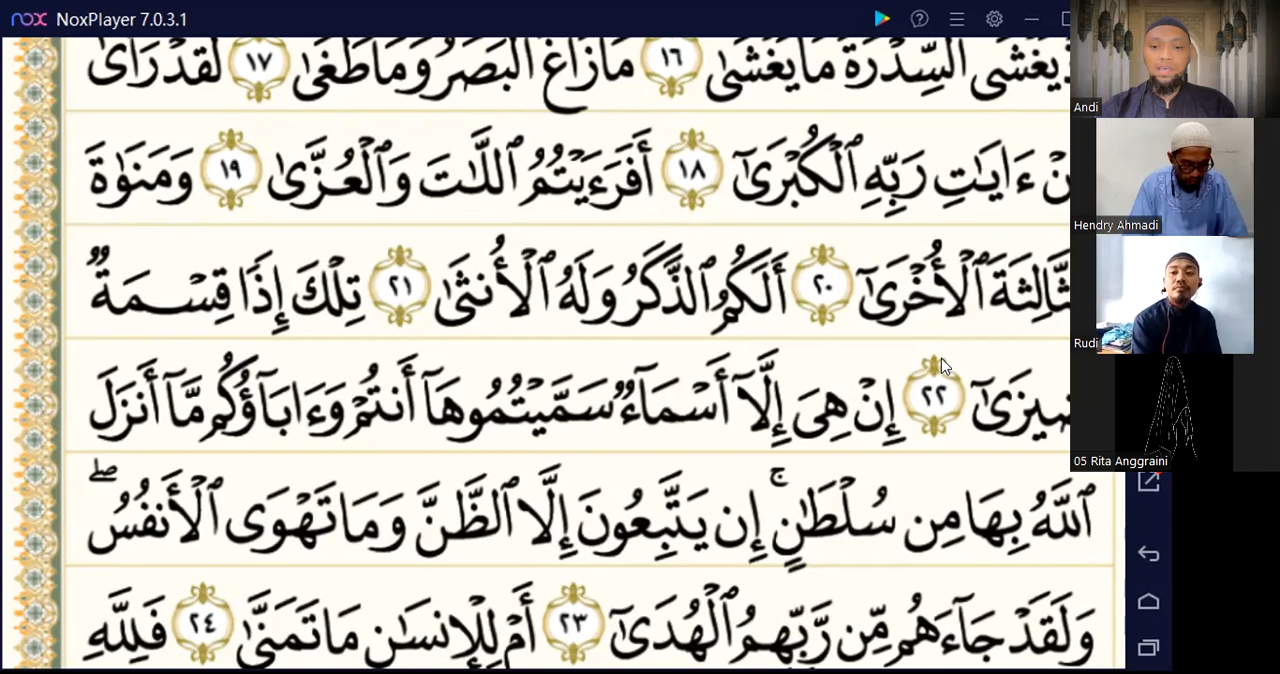 nox NoxPlayer 7.0.3.1
يَغْشَى ٱلسِّدْرَةَ مَا يَغْشَىٰ ١٦ مَا زَاغَ ٱلْبَصَرُ وَمَا طَغَىٰ ١٧ لَقَدْ رَأَىٰ
ءَايَٰتِ رَبِّهِ ٱلْكُبْرَىٰٓ ١٨ أَفَرَءَيْتُمُ ٱللَّٰتَ وَٱلْعُزَّىٰ ١٩ وَمَنَوٰةَ
ٱلْأُخْرَىٰٓ ٢٠ أَلَكُمُ ٱلذَّكَرُ وَلَهُ ٱلْأُنثَىٰ ٢١ تِلْكَ إِذًا قِسْمَةٌ
ضِيزَىٰٓ ٢٢ إِنْ هِىَ إِلَّآ أَسْمَآءٌ سَمَّيْتُمُوهَآ أَنتُمْ وَءَابَآؤُكُم مَّآ أَنزَلَ
ٱللَّهُ بِهَا مِن سُلْطَٰنٍ ۚ إِن يَتَّبِعُونَ إِلَّا ٱلظَّنَّ وَمَا تَهْوَى ٱلْأَنفُسُ ۖ
وَلَقَدْ جَآءَهُم مِّن رَّبِّهِمُ ٱلْهُدَىٰٓ ٢٣ أَمْ لِلْإِنسَٰنِ مَا تَمَنَّىٰ ٢٤ فَلِلَّهِ
Andi
Hendry Ahmadi
Rudi
05 Rita Anggraini